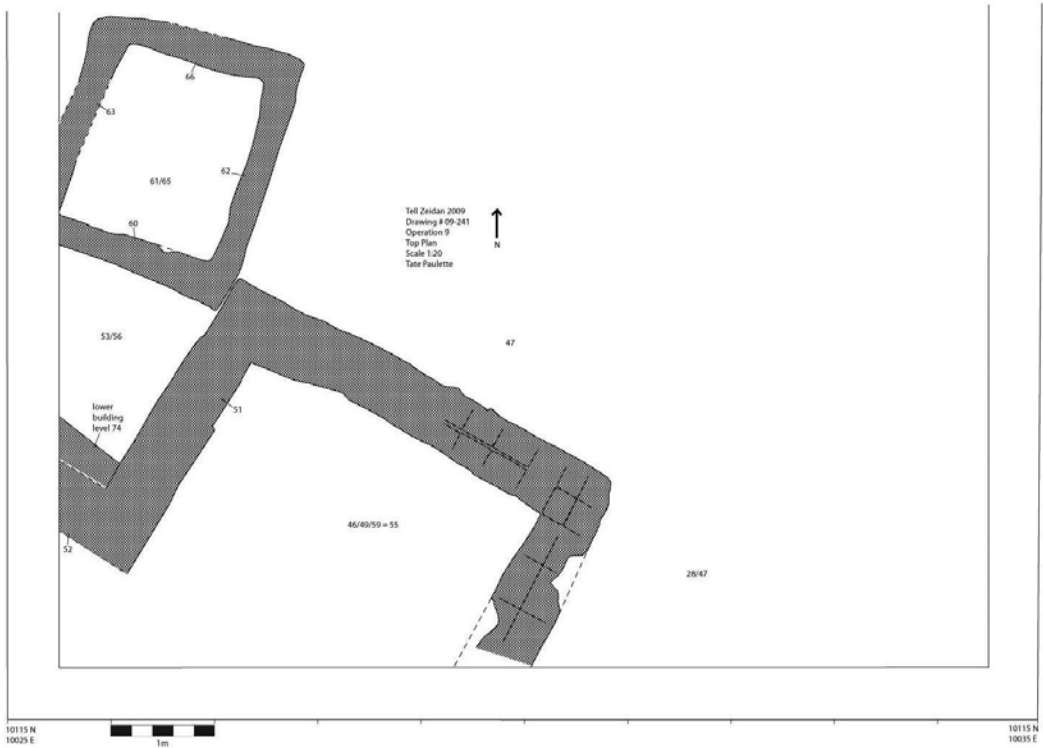 66
63
62
61/65
60
Tell Zeidan 2009
Drawing # 09-241
Operation 9
Top Plan
Scale 1:20
Tate Paulette
N
53/56
47
lower
building
level 74
51
46/49/59 = 55
52
28/47
10115 N
10025 E
1m
10115 N
10035 E